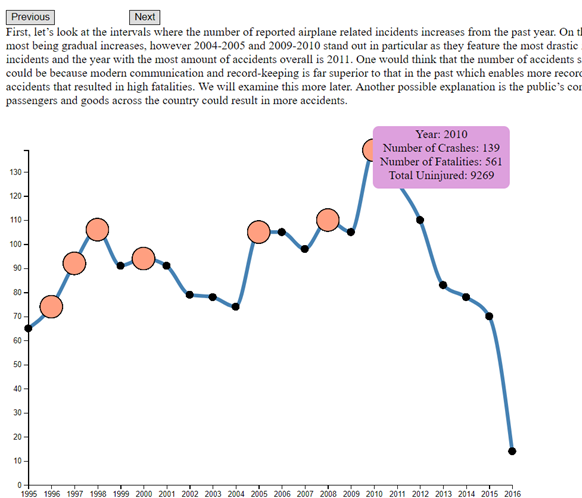 Previous Next
First, let's look at the intervals where the number of reported airplane related incidents increases from the past year. On th
most being gradual increases, however 2004-2005 and 2009-2010 stand out in particular as they feature the most drastic
incidents and the year with the most amount of accidents overall is 2011. One would think that the number of accidents s
could be because modern communication and record-keeping is far superior to that in the past which enables more recor
accidents that resulted in high fatalities. We will examine this more later. Another possible explanation is the public's cor
passengers and goods across the country could result in more accidents.
Year: 2010
Number of Crashes: 139
Number of Fatalities: 561
Total Uninjured: 9269
130
120
110
100
90
80
70
60
50
40
30
20
10
0
1995 1996 1997 1998 1999 2000 2001 2002 2003 2004 2005 2006 2007 2008 2009 2010 2011 2012 2013 2014 2015 2016